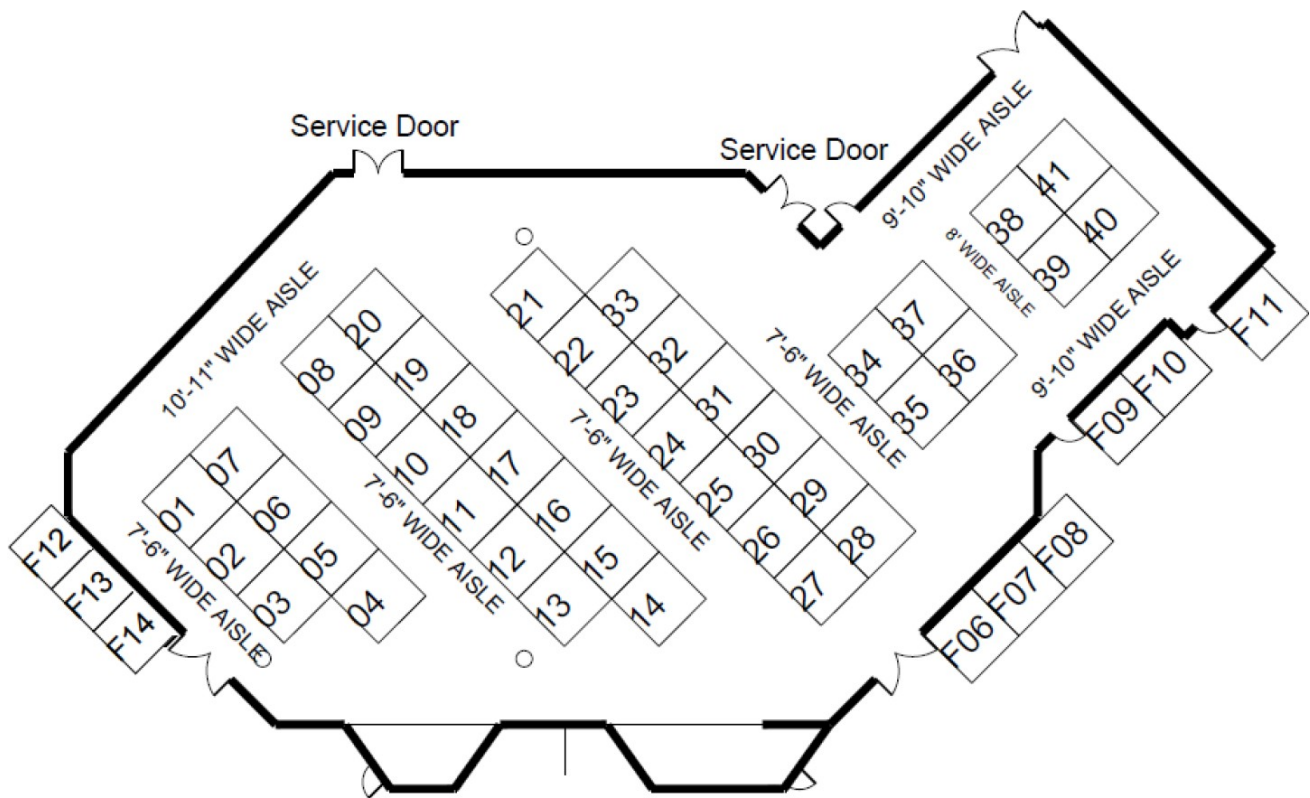 Service Door
Service Door
9'-10" WIDE AISLE
41
38
40
39
8' WIDE AISLE
9'-10" WIDE AISLE
F11
10'-11" WIDE AISLE
21
33
22
32
23
31
24
30
25
29
26
28
27
7'-6" WIDE AISLE
37
34
36
35
7'-6" WIDE AISLE
F10
F09
20
08
19
09
18
10
17
11
16
12
15
13
14
7'-6" WIDE AISLE
07
01
06
02
05
03
04
7'-6" WIDE AISLE
F12
F13
F14
F08
F07
F06